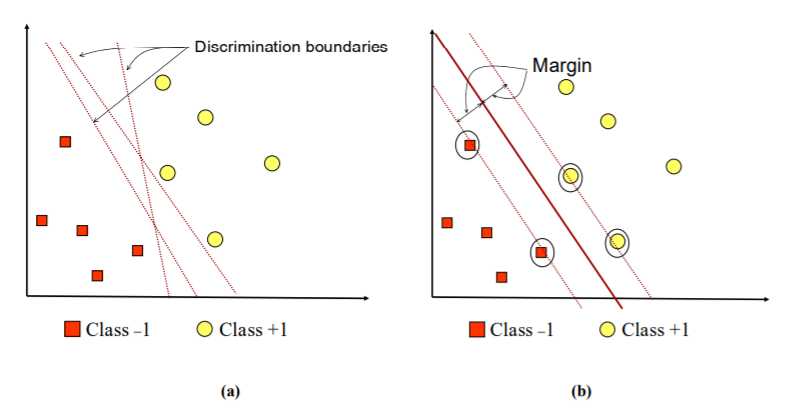 Discrimination boundaries
Margin
Class –1
Class +1
Class –1
Class +1
(a)
(b)